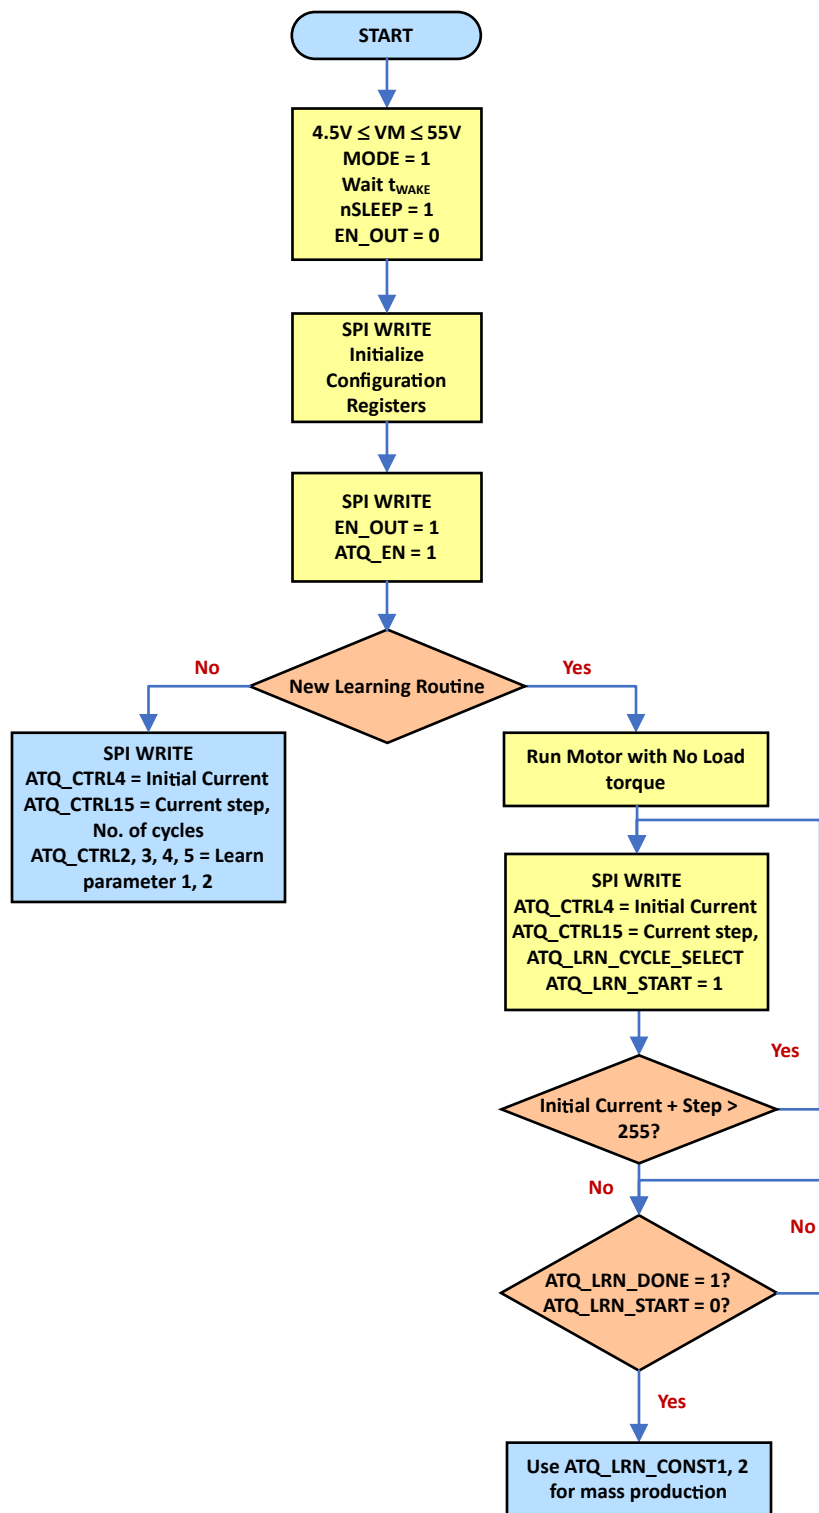 START
4.5V ≤ VM ≤ 55V
MODE = 1
Wait tWAKE
nSLEEP = 1
EN_OUT = 0
SPI WRITE
Initialize
Configuration
Registers
SPI WRITE
EN_OUT = 1
ATQ_EN = 1
No
New Learning Routine
Yes
SPI WRITE
ATQ_CTRL4 = Initial Current
ATQ_CTRL15 = Current step,
No. of cycles
ATQ_CTRL2, 3, 4, 5 = Learn
parameter 1, 2
Run Motor with No Load
torque
SPI WRITE
ATQ_CTRL4 = Initial Current
ATQ_CTRL15 = Current step,
ATQ_LRN_CYCLE_SELECT
ATQ_LRN_START = 1
Yes
Initial Current + Step >
255?
No
No
ATQ_LRN_DONE = 1?
ATQ_LRN_START = 0?
Yes
Use ATQ_LRN_CONST1, 2
for mass production